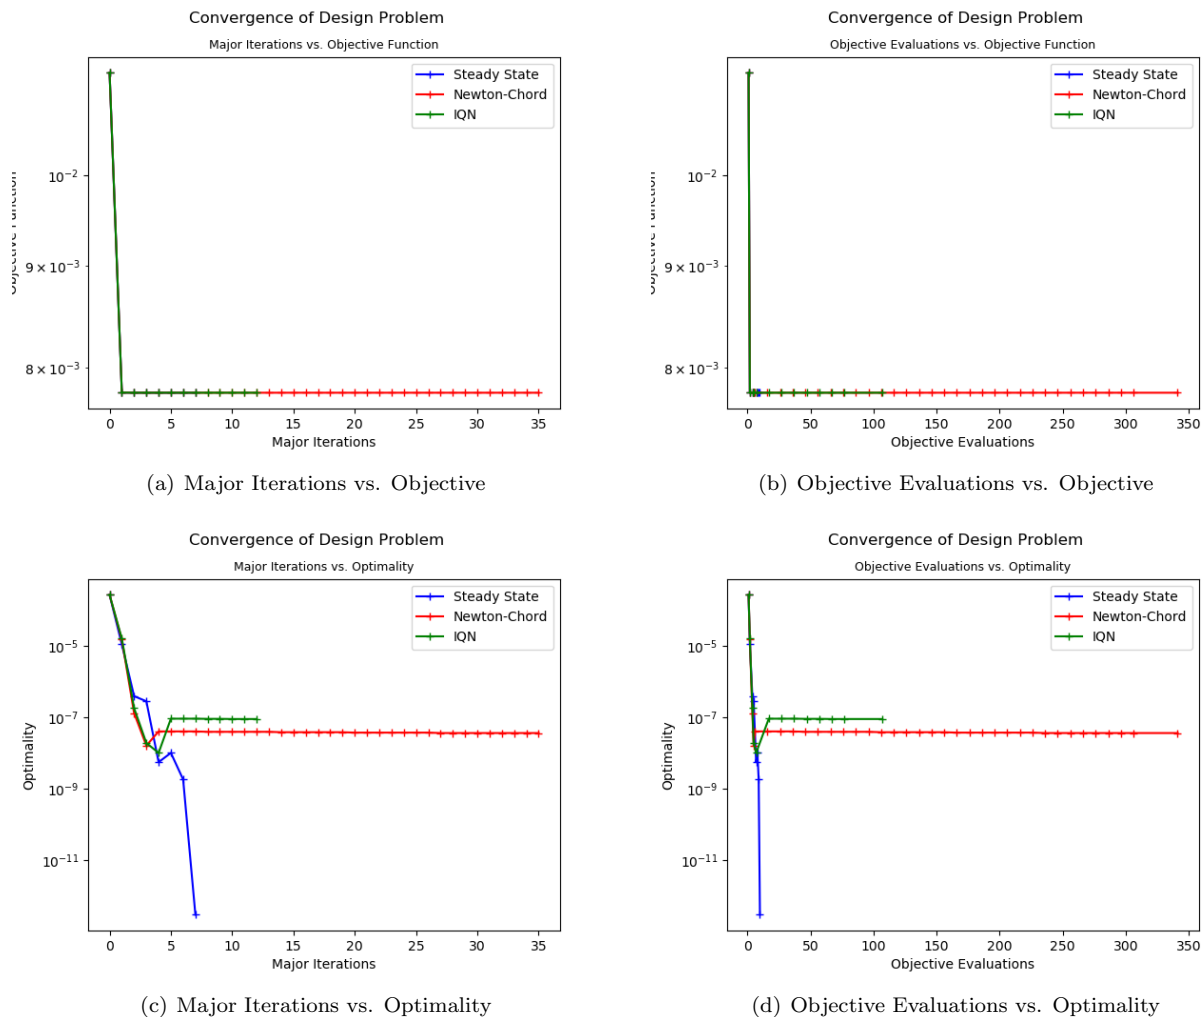 Convergence of Design Problem
Major Iterations vs. Objective Function
Objective Function
10⁻²
9 × 10⁻³
8 × 10⁻³
Steady State
Newton-Chord
IQN
0 5 10 15 20 25 30 35
Major Iterations
(a) Major Iterations vs. Objective
Convergence of Design Problem
Objective Evaluations vs. Objective Function
Objective Function
10⁻²
9 × 10⁻³
8 × 10⁻³
Steady State
Newton-Chord
IQN
0 50 100 150 200 250 300 350
Objective Evaluations
(b) Objective Evaluations vs. Objective
Convergence of Design Problem
Major Iterations vs. Optimality
Optimality
10⁻⁵
10⁻⁷
10⁻⁹
10⁻¹¹
Steady State
Newton-Chord
IQN
0 5 10 15 20 25 30 35
Major Iterations
(c) Major Iterations vs. Optimality
Convergence of Design Problem
Objective Evaluations vs. Optimality
Optimality
10⁻⁵
10⁻⁷
10⁻⁹
10⁻¹¹
Steady State
Newton-Chord
IQN
0 50 100 150 200 250 300 350
Objective Evaluations
(d) Objective Evaluations vs. Optimality